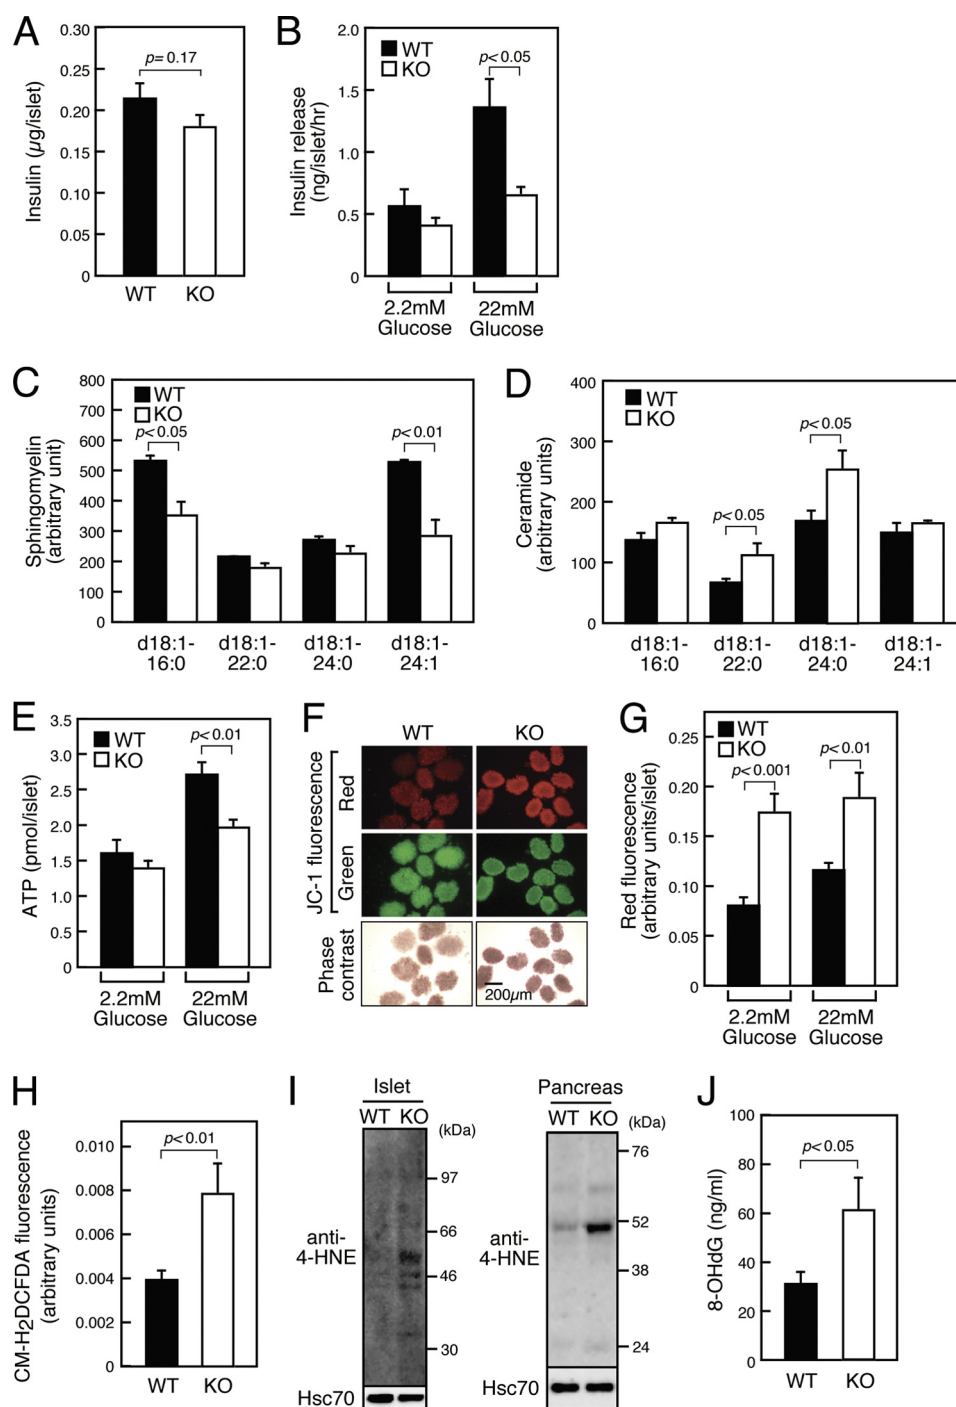 A
Insulin (µg/islet)
0.30
0.25
0.20
0.15
0.10
0.05
0.00
0
p= 0.17
WT
KO
B
Insulin release
(ng/islet/hr)
2.0
1.5
1.0
0.5
0
WT
KO
p< 0.05
2.2mM
Glucose
22mM
Glucose
C
Sphingomyelin
(arbitrary unit)
800
700
600
500
400
300
200
100
0
WT
KO
p< 0.05
p< 0.01
d18:1-
16:0
d18:1-
22:0
d18:1-
24:0
d18:1-
24:1
D
Ceramide
(arbitrary units)
400
300
200
100
0
WT
KO
p< 0.05
p< 0.05
d18:1-
16:0
d18:1-
22:0
d18:1-
24:0
d18:1-
24:1
E
ATP (pmol/islet)
3.5
3.0
2.5
2.0
1.5
1.0
0.5
0
WT
KO
p< 0.01
2.2mM
Glucose
22mM
Glucose
F
WT
KO
JC-1 fluorescence
Red
Green
Phase
contrast
200µm
G
Red fluorescence
(arbitrary units/islet)
0.25
0.20
0.15
0.10
0.05
0
WT
KO
p< 0.001
p< 0.01
2.2mM
Glucose
22mM
Glucose
H
CM-H2DCFDA fluorescence
(arbitrary units)
0.010
0.008
0.006
0.004
0.002
0
p< 0.01
WT
KO
I
Islet
WT KO
(kDa)
97
66
46
30
anti-
4-HNE
Hsc70
Pancreas
WT KO
(kDa)
76
52
38
24
anti-
4-HNE
Hsc70
J
8-OHdG (ng/ml)
100
80
60
40
20
0
p< 0.05
WT
KO